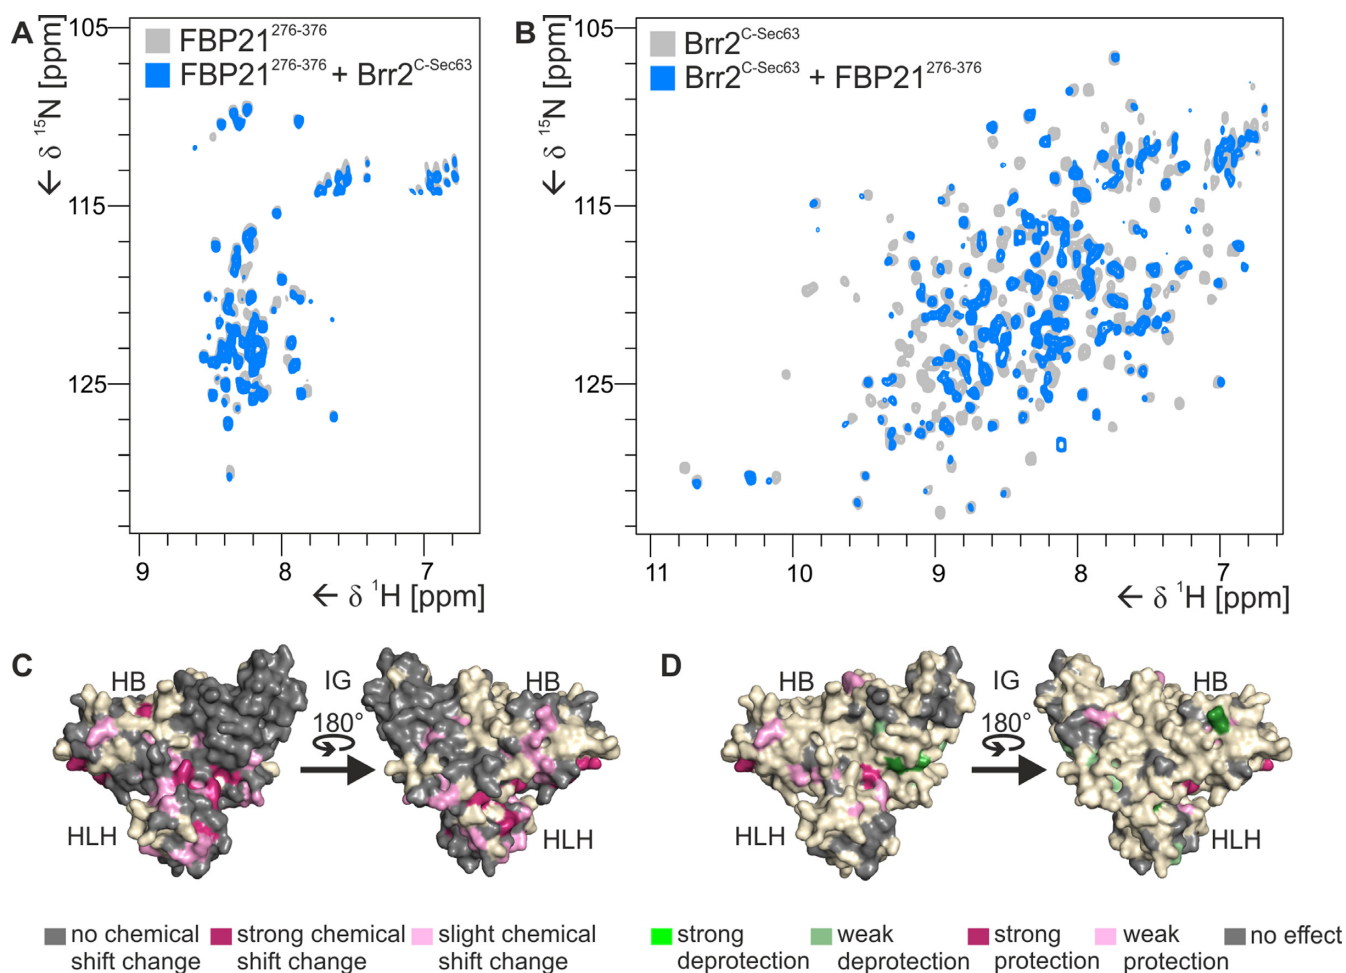 A
FBP21²⁷⁶⁻³⁷⁶
FBP21²⁷⁶⁻³⁷⁶ + Brr2ᶜ⁻ˢᵉᶜ⁶³
105
115
125
← δ ¹⁵N [ppm]
9
8
7
← δ ¹H [ppm]
B
Brr2ᶜ⁻ˢᵉᶜ⁶³
Brr2ᶜ⁻ˢᵉᶜ⁶³ + FBP21²⁷⁶⁻³⁷⁶
105
115
125
← δ ¹⁵N [ppm]
11
10
9
8
7
← δ ¹H [ppm]
C
HB
IG
HB
180°
HLH
HLH
D
HB
IG
HB
180°
HLH
HLH
no chemical
shift change
strong chemical
shift change
slight chemical
shift change
strong
deprotection
weak
deprotection
strong
protection
weak
protection
no effect